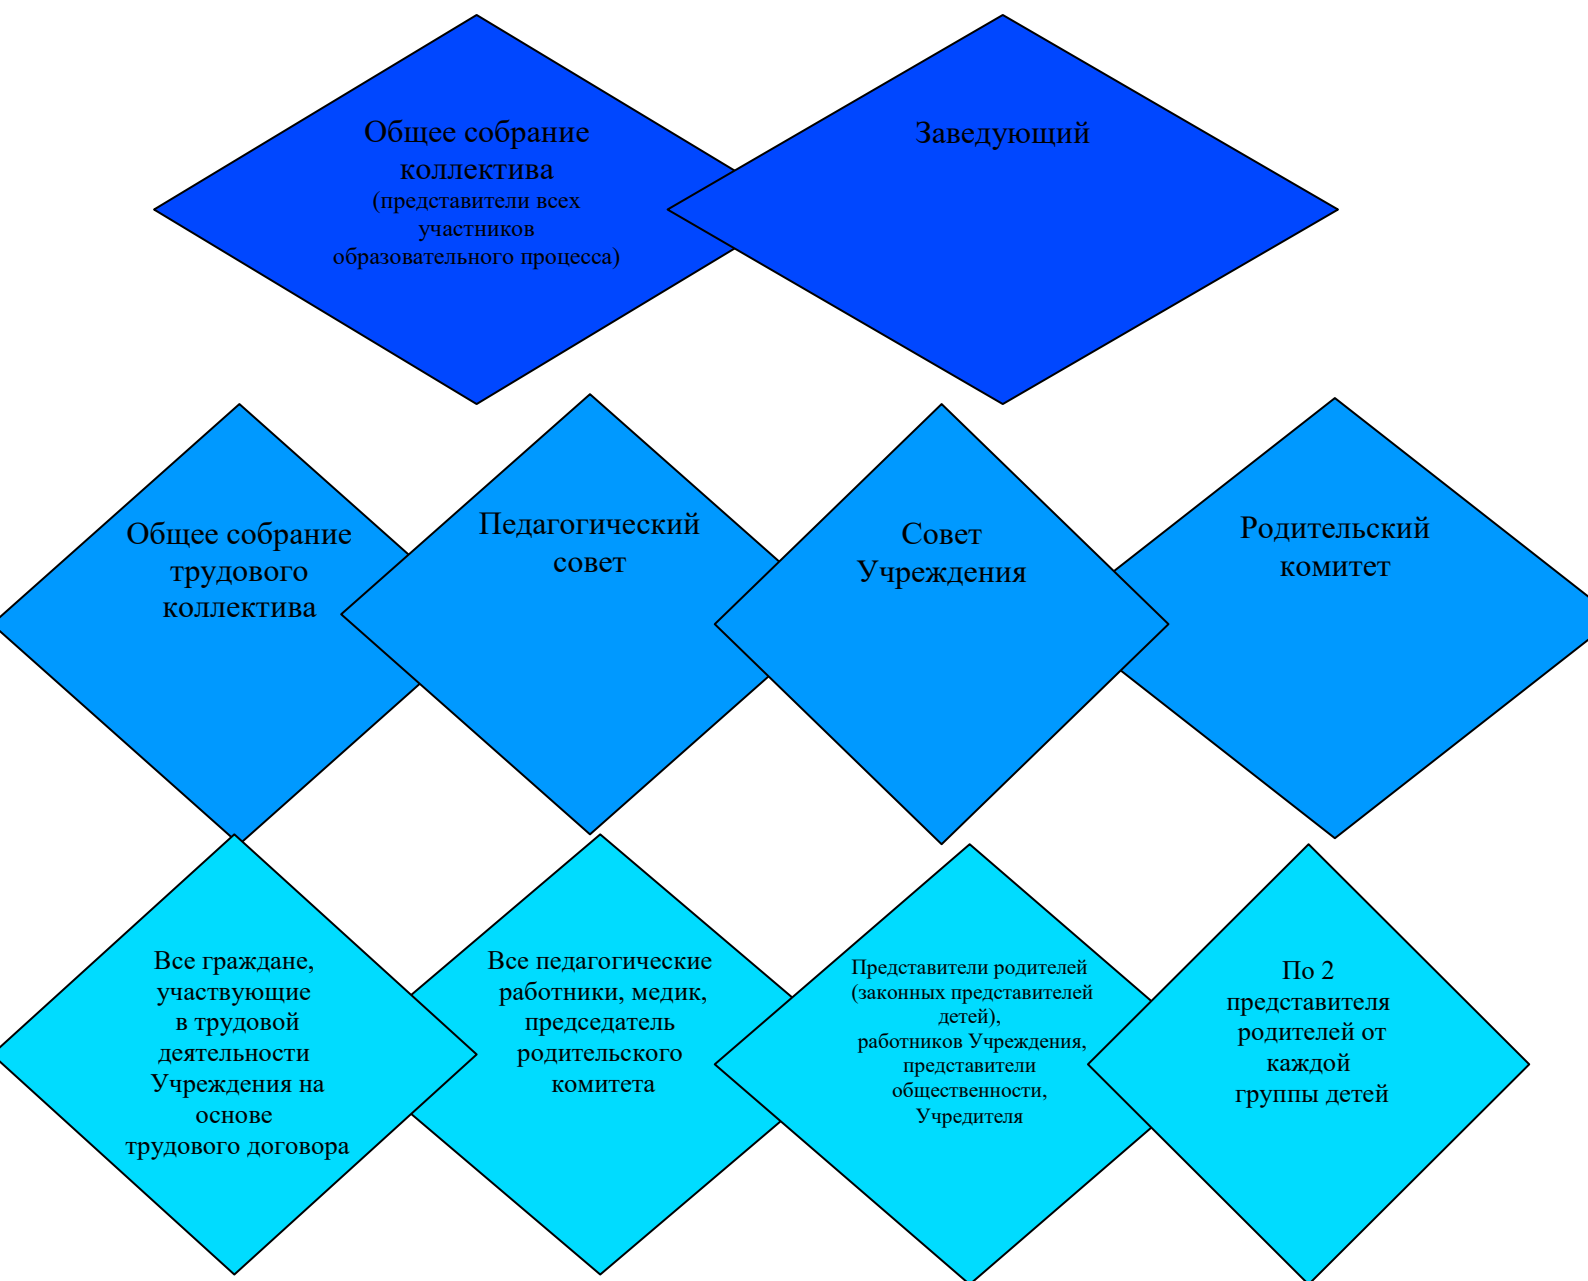 Общее собрание
коллектива
(представители всех
участников
образовательного процесса)
Заведующий
Общее собрание
трудового
коллектива
Педагогический
совет
Совет
Учреждения
Родительский
комитет
Все граждане,
участвующие
в трудовой
деятельности
Учреждения на
основе
трудового договора
Все педагогические
работники, медик,
председатель
родительского
комитета
Представители родителей
(законных представителей
детей),
работников Учреждения,
представители
общественности,
Учредителя
По 2
представителя
родителей от
каждой
группы детей